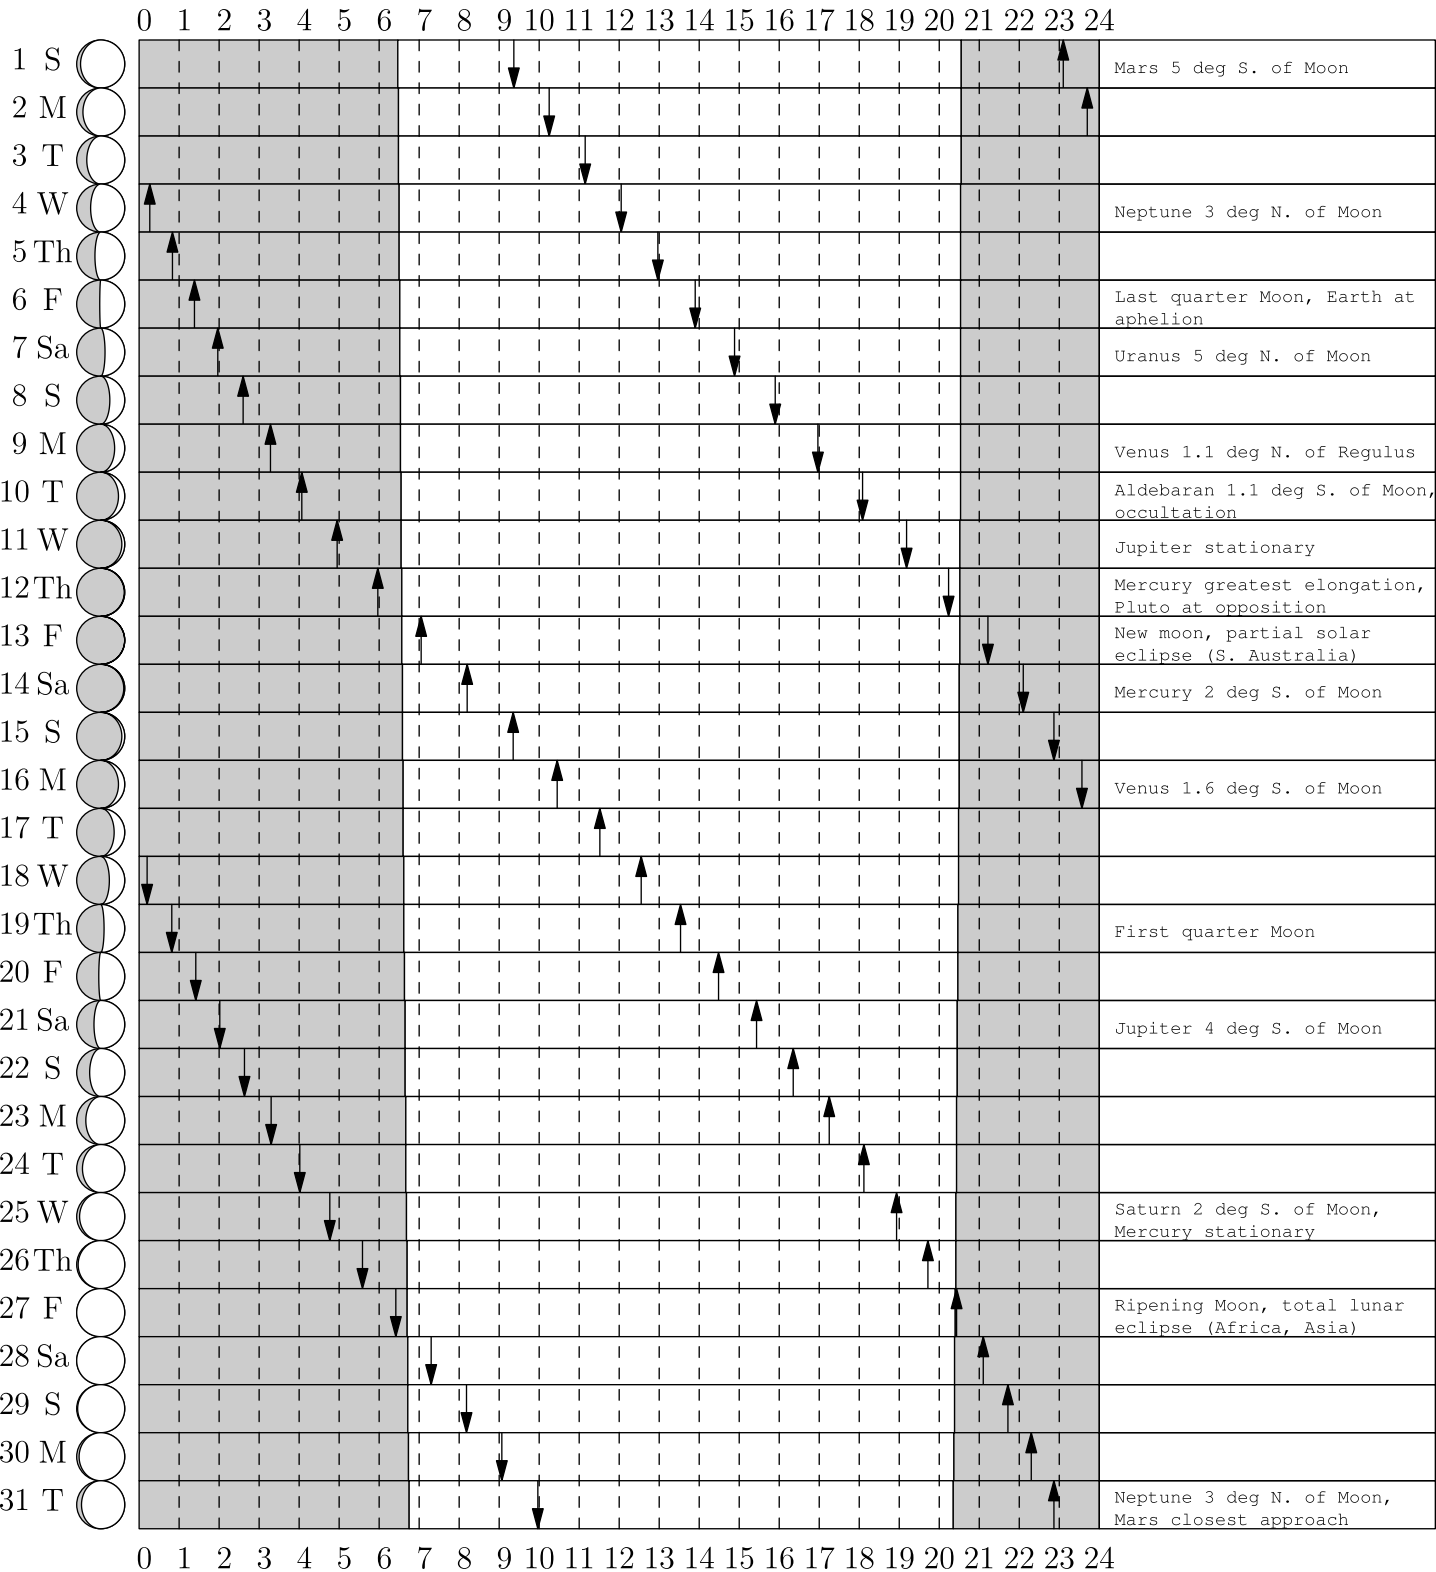 0 1 2 3 4 5 6 7 8 9 10 11 12 13 14 15 16 17 18 19 20 21 22 23 24
1 S Mars 5 deg S. of Moon
2 M
3 T
4 W Neptune 3 deg N. of Moon
5 Th
6 F Last quarter Moon, Earth at
aphelion
7 Sa Uranus 5 deg N. of Moon
8 S
9 M Venus 1.1 deg N. of Regulus
10 T Aldebaran 1.1 deg S. of Moon,
occultation
11 W Jupiter stationary
12 Th Mercury greatest elongation,
Pluto at opposition
13 F New moon, partial solar
eclipse (S. Australia)
14 Sa Mercury 2 deg S. of Moon
15 S
16 M Venus 1.6 deg S. of Moon
17 T
18 W
19 Th First quarter Moon
20 F
21 Sa Jupiter 4 deg S. of Moon
22 S
23 M
24 T
25 W Saturn 2 deg S. of Moon,
Mercury stationary
26 Th
27 F Ripening Moon, total lunar
eclipse (Africa, Asia)
28 Sa
29 S
30 M
31 T Neptune 3 deg N. of Moon,
Mars closest approach
0 1 2 3 4 5 6 7 8 9 10 11 12 13 14 15 16 17 18 19 20 21 22 23 24